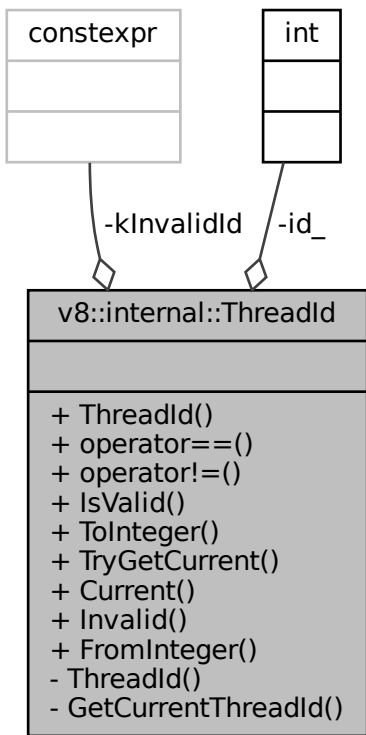 constexpr
int
-kInvalidId
-id_
v8::internal::ThreadId
+ ThreadId()
+ operator==()
+ operator!=()
+ IsValid()
+ ToInteger()
+ TryGetCurrent()
+ Current()
+ Invalid()
+ FromInteger()
- ThreadId()
- GetCurrentThreadId()